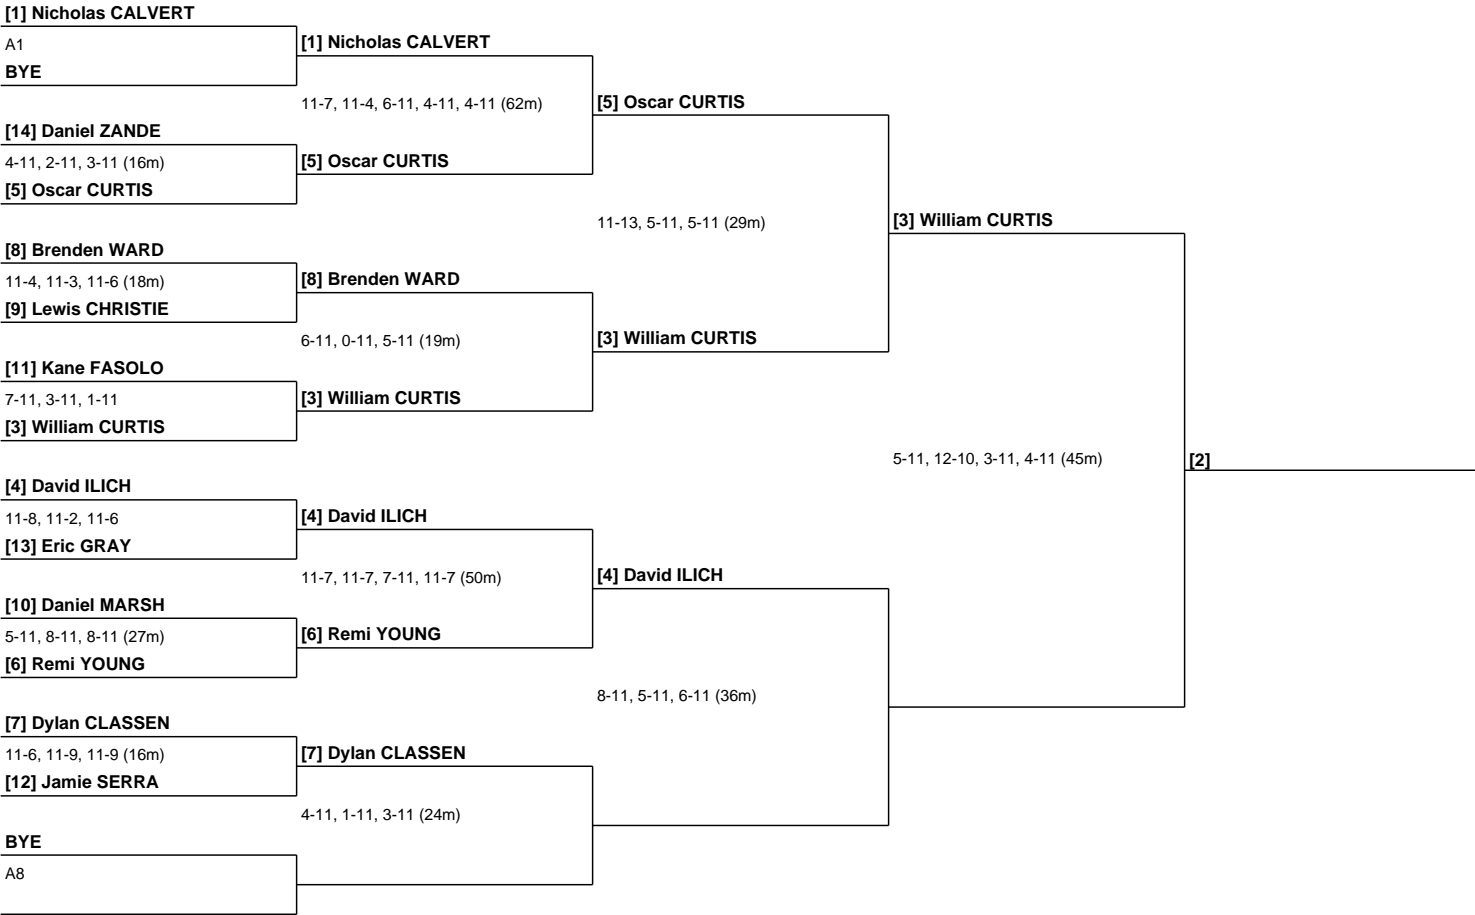 [1] Nicholas CALVERT
A1
BYE
[14] Daniel ZANDE
4-11, 2-11, 3-11 (16m)
[5] Oscar CURTIS
[8] Brenden WARD
11-4, 11-3, 11-6 (18m)
[9] Lewis CHRISTIE
[11] Kane FASOLO
7-11, 3-11, 1-11
[3] William CURTIS
[4] David ILICH
11-8, 11-2, 11-6
[13] Eric GRAY
[10] Daniel MARSH
5-11, 8-11, 8-11 (27m)
[6] Remi YOUNG
[7] Dylan CLASSEN
11-6, 11-9, 11-9 (16m)
[12] Jamie SERRA
BYE
A8
[1] Nicholas CALVERT
11-7, 11-4, 6-11, 4-11, 4-11 (62m)
[5] Oscar CURTIS
[8] Brenden WARD
6-11, 0-11, 5-11 (19m)
[3] William CURTIS
[4] David ILICH
11-7, 11-7, 7-11, 11-7 (50m)
[6] Remi YOUNG
[7] Dylan CLASSEN
4-11, 1-11, 3-11 (24m)
[5] Oscar CURTIS
11-13, 5-11, 5-11 (29m)
[3] William CURTIS
[4] David ILICH
8-11, 5-11, 6-11 (36m)
[3] William CURTIS
5-11, 12-10, 3-11, 4-11 (45m)
[2]